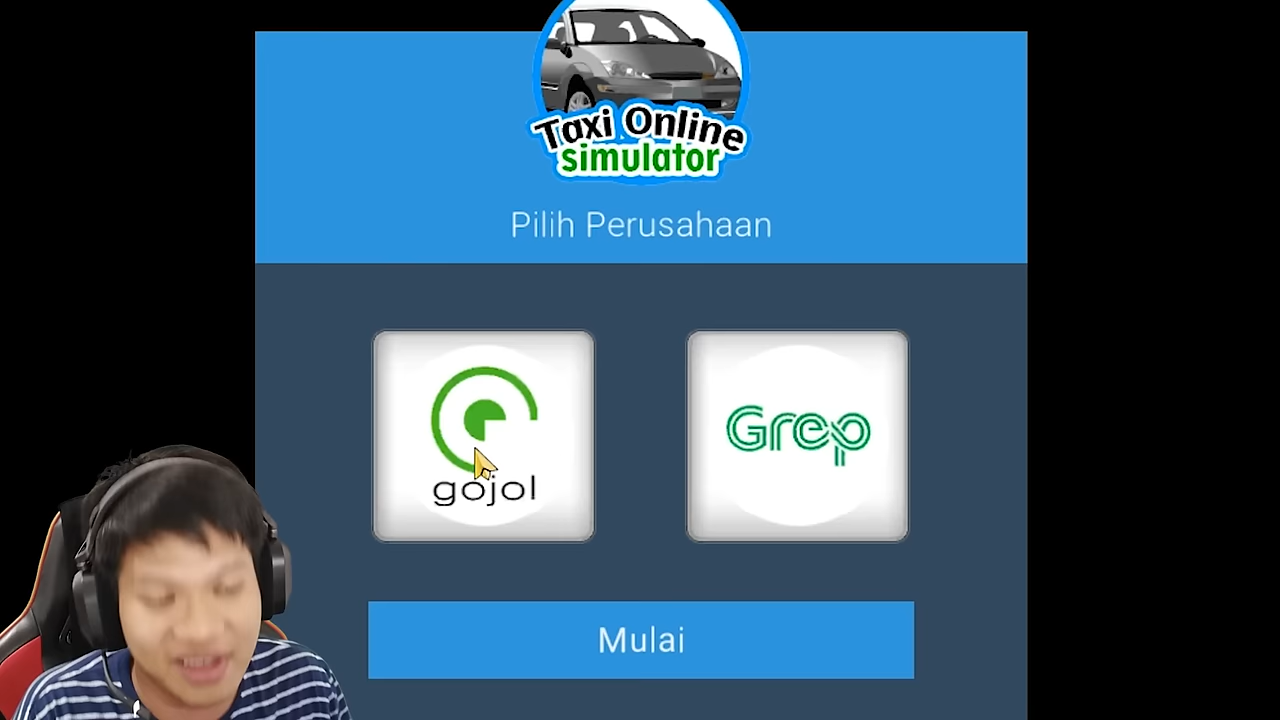 Taxi Online
simulator
Pilih Perusahaan
gojol
Grep
Mulai